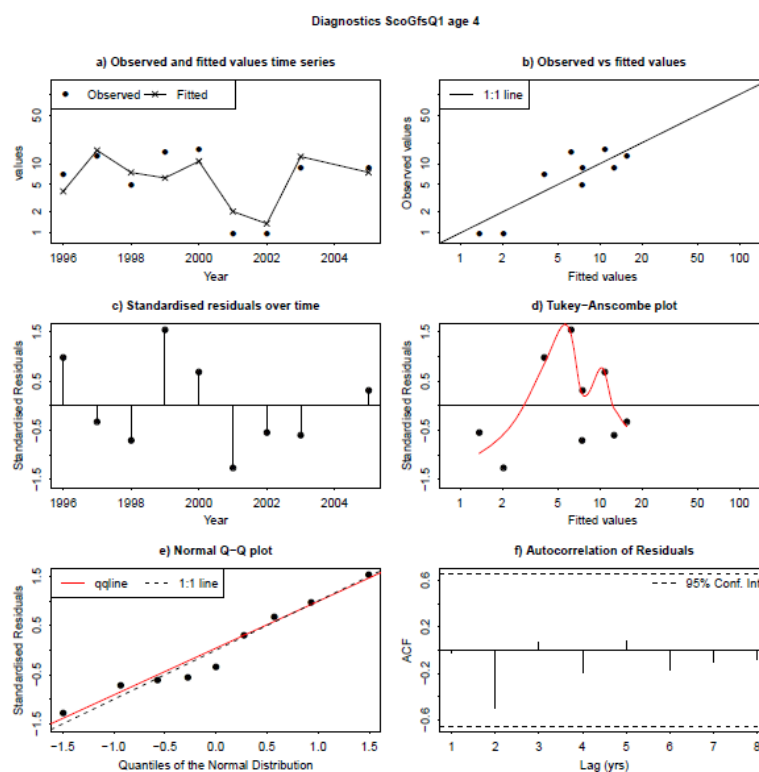 Diagnostics ScoGfsQ1 age 4
a) Observed and fitted values time series
Observed Fitted
values
50
10
5
2
1
1996 1998 2000 2002 2004
Year
b) Observed vs fitted values
1:1 line
Observed values
50
10
5
2
1
1 2 5 10 20 50 100
Fitted values
c) Standardised residuals over time
Standardised Residuals
1.5
0.5
−0.5
−1.5
1996 1998 2000 2002 2004
Year
d) Tukey−Anscombe plot
Standardised Residuals
1.5
0.5
−0.5
−1.5
1 2 5 10 20 50 100
Fitted values
e) Normal Q−Q plot
qqline 1:1 line
Standardised Residuals
1.5
0.5
−0.5
−1.5
−1.5 −1.0 −0.5 0.0 0.5 1.0 1.5
Quantiles of the Normal Distribution
f) Autocorrelation of Residuals
95% Conf. Int
ACF
0.6
0.2
−0.2
−0.6
1 2 3 4 5 6 7 8
Lag (yrs)